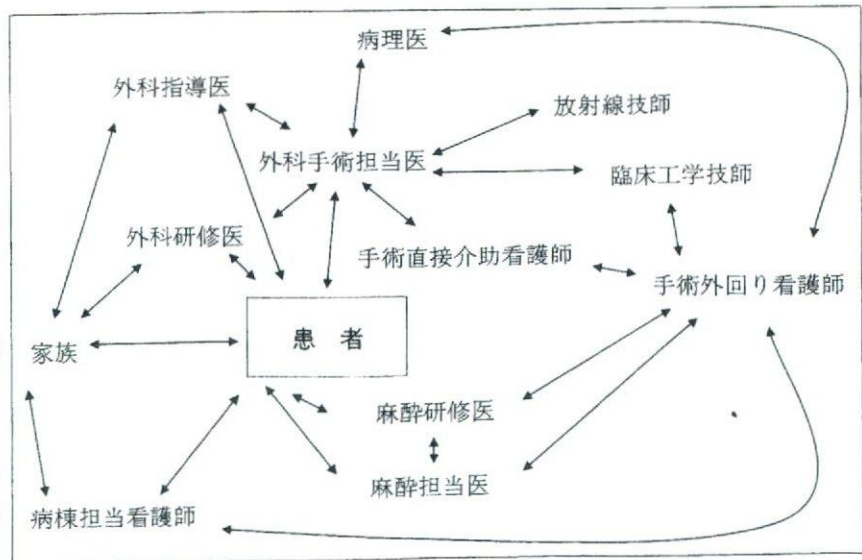 病理医
外科指導医
放射線技師
外科手術担当医
臨床工学技師
外科研修医
手術直接介助看護師
手術外回り看護師
患者
家族
麻酔研修医
麻酔担当医
病棟担当看護師